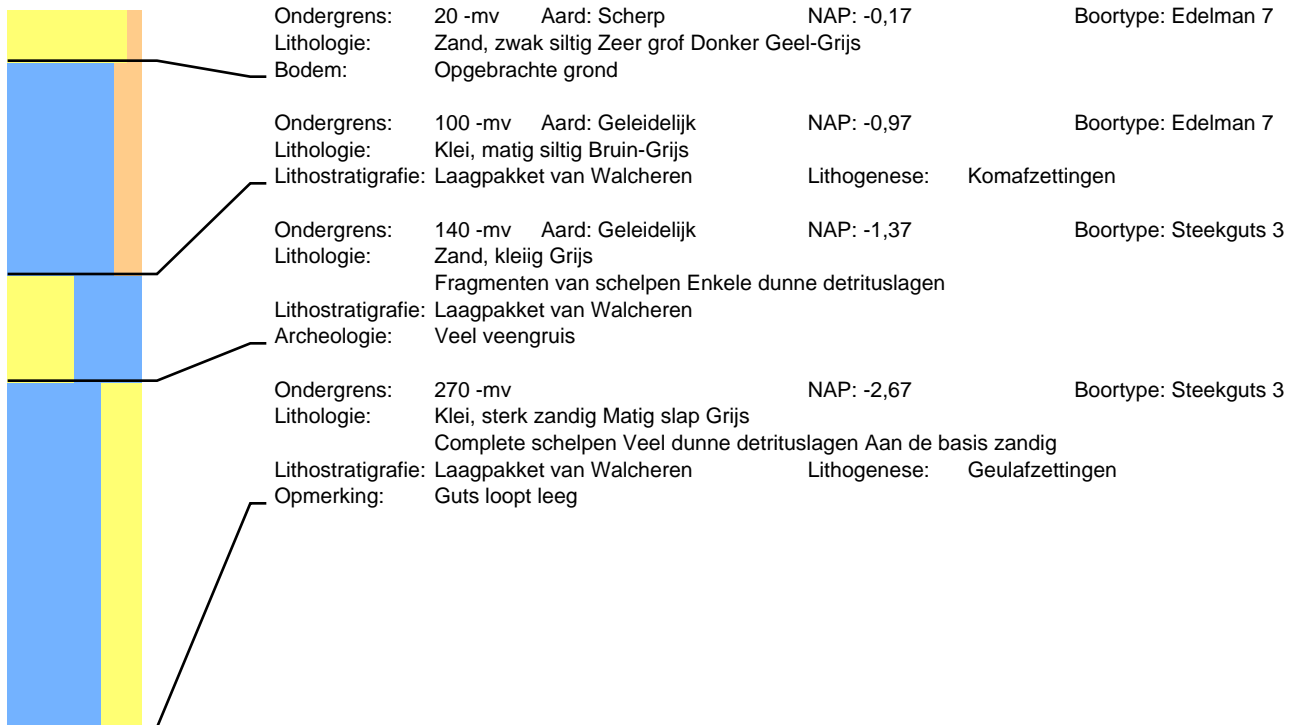 Ondergrens: 20 -mv Aard: Scherp NAP: -0,17 Boortype: Edelman 7
Lithologie: Zand, zwak siltig Zeer grof Donker Geel-Grijs
Bodem: Opgebrachte grond
Ondergrens: 100 -mv Aard: Geleidelijk NAP: -0,97 Boortype: Edelman 7
Lithologie: Klei, matig siltig Bruin-Grijs
Lithostratigrafie: Laagpakket van Walcheren Lithogenese: Komafzettingen
Ondergrens: 140 -mv Aard: Geleidelijk NAP: -1,37 Boortype: Steekguts 3
Lithologie: Zand, kleiig Grijs
Fragmenten van schelpen Enkele dunne detrituslagen
Lithostratigrafie: Laagpakket van Walcheren
Archeologie: Veel veengruis
Ondergrens: 270 -mv NAP: -2,67 Boortype: Steekguts 3
Lithologie: Klei, sterk zandig Matig slap Grijs
Complete schelpen Veel dunne detrituslagen Aan de basis zandig
Lithostratigrafie: Laagpakket van Walcheren Lithogenese: Geulafzettingen
Opmerking: Guts loopt leeg